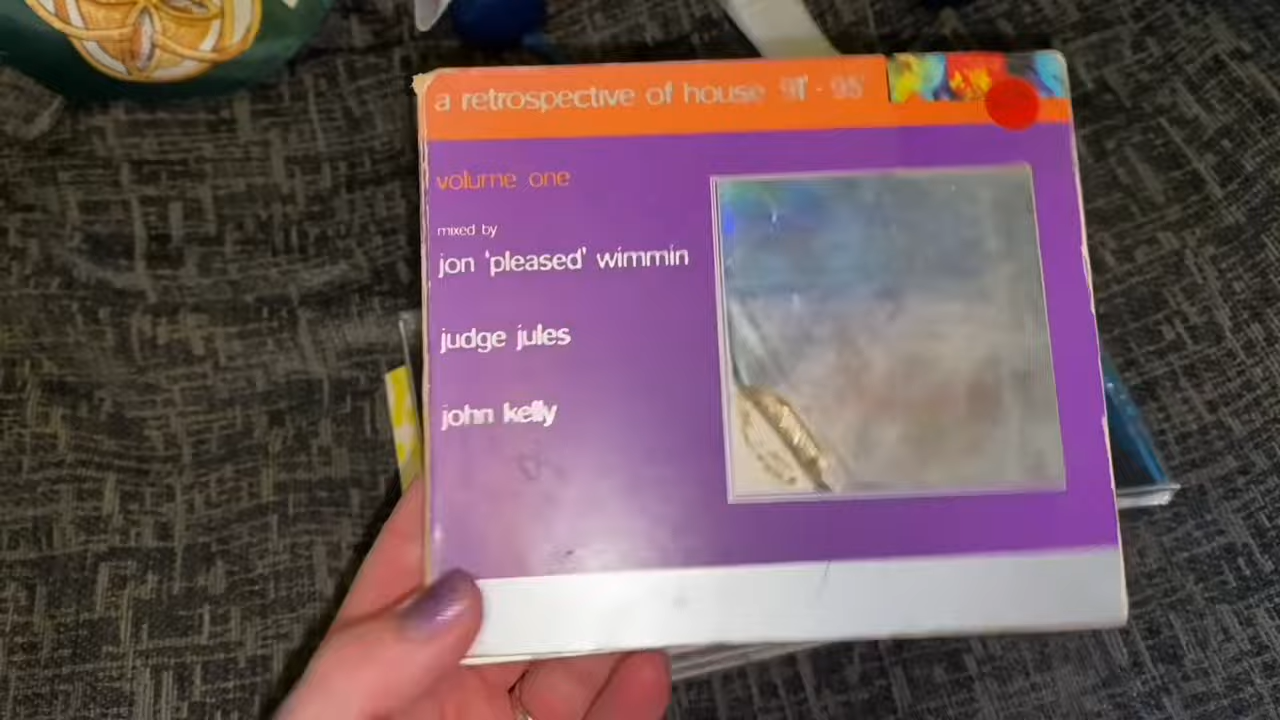 a retrospective of house 91' - 95'
volume one
mixed by
jon 'pleased' wimmin
judge jules
john kelly